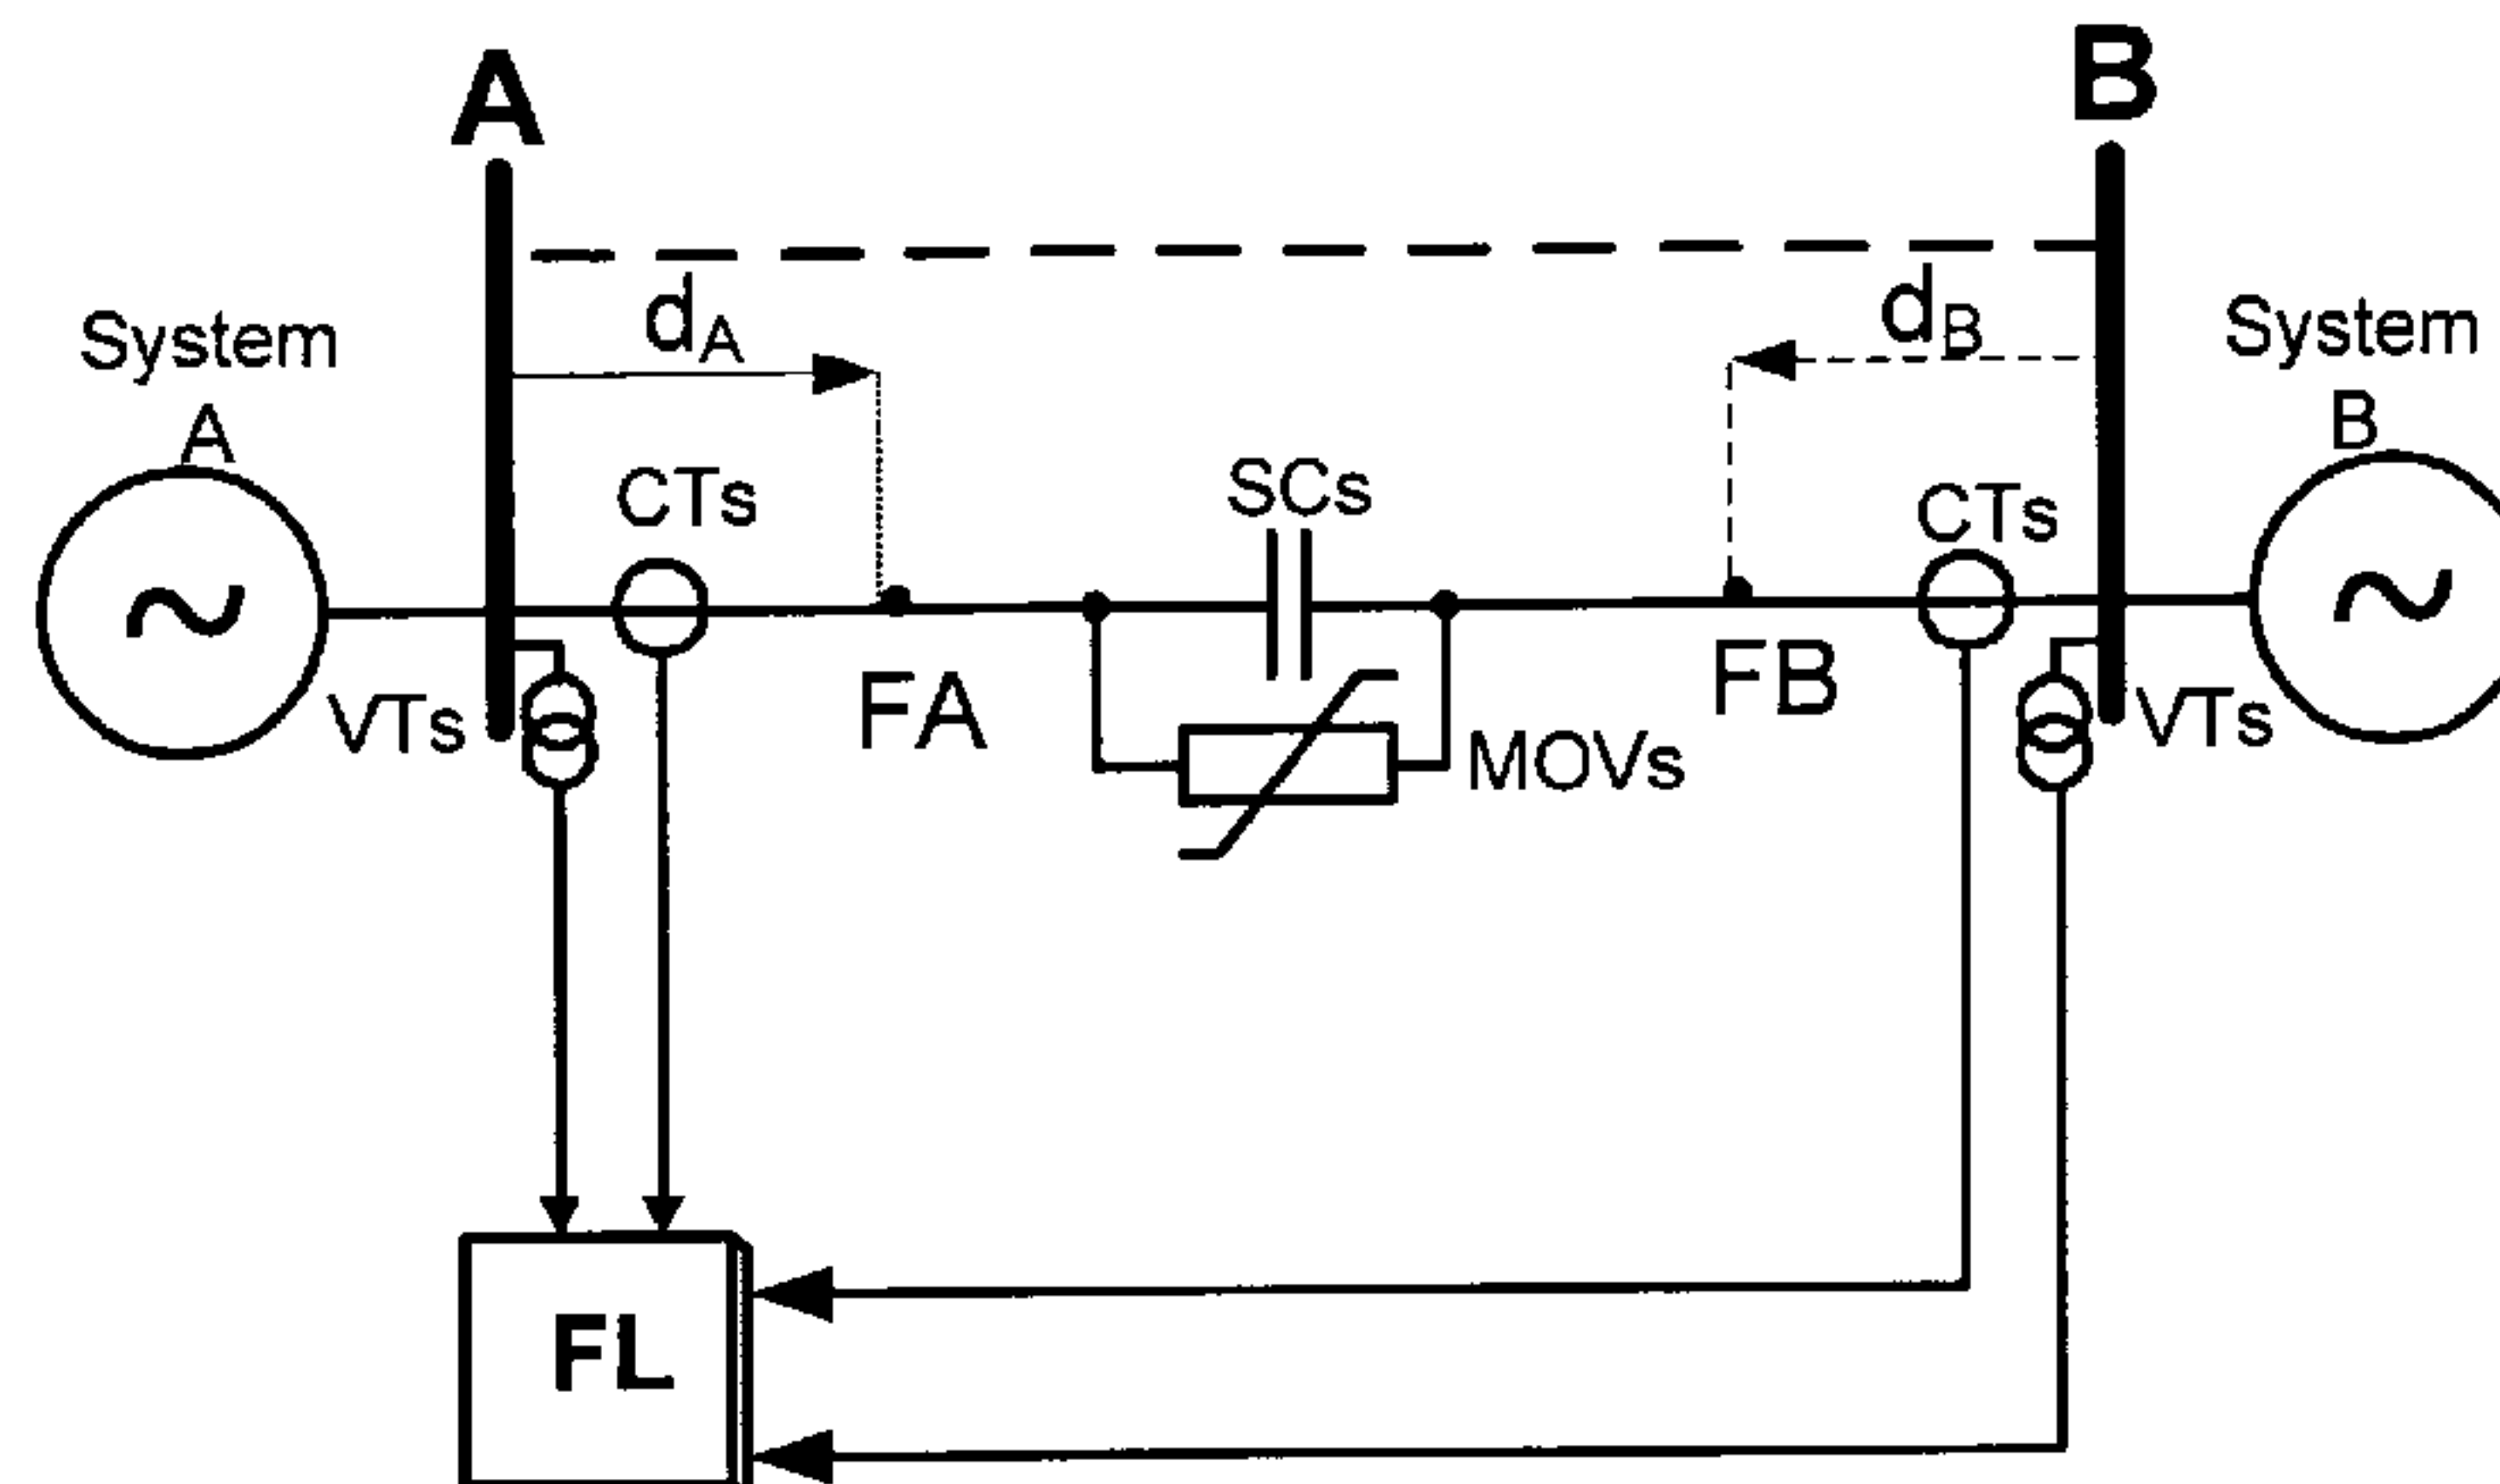 A
B
d_A
d_B
System
A
System
B
CTs
SCs
CTs
VTs
FA
MOVs
FB
VTs
FL